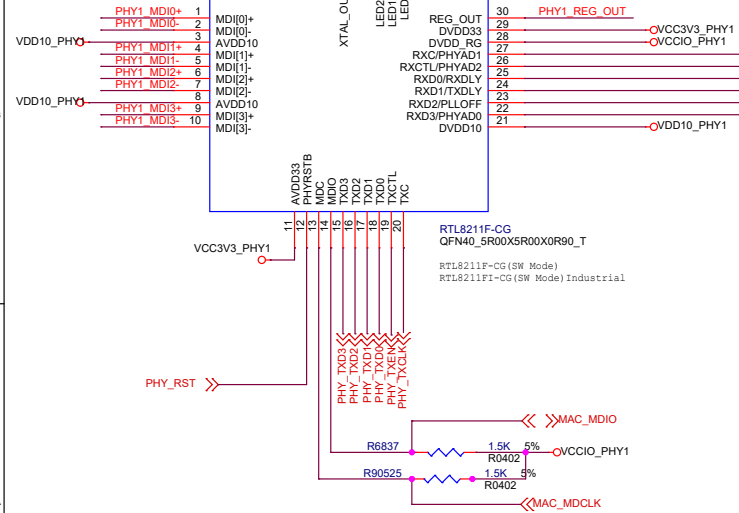 XTAL_OU
LED2
LED1
LED
PHY1_MDI0+ 1 MDI[0]+
PHY1_MDI0- 2 MDI[0]-
VDD10_PHY1 3 AVDD10
PHY1_MDI1+ 4 MDI[1]+
PHY1_MDI1- 5 MDI[1]-
PHY1_MDI2+ 6 MDI[2]+
PHY1_MDI2- 7 MDI[2]-
VDD10_PHY1 8 AVDD10
PHY1_MDI3+ 9 MDI[3]+
PHY1_MDI3- 10 MDI[3]-
REG_OUT 30 PHY1_REG_OUT
DVDD33 29 VCC3V3_PHY1
DVDD_RG 28 VCCIO_PHY1
RXC/PHYAD1 27
RXCTL/PHYAD2 26
RXD0/RXDLY 25
RXD1/TXDLY 24
RXD2/PLLOFF 23
RXD3/PHYAD0 22
DVDD10 21 VDD10_PHY1
AVDD33 11
PHYRSTB 12
MDC 13
MDIO 14
TXD3 15
TXD2 16
TXD1 17
TXD0 18
TXCTL 19
TXC 20
RTL8211F-CG
QFN40_5R00X5R00X0R90_T
RTL8211F-CG(SW Mode)
RTL8211FI-CG(SW Mode)Industrial
VCC3V3_PHY1
PHY_TXD3
PHY_TXD2
PHY_TXD1
PHY_TXD0
PHY_TXEN
PHY_TXCLK
PHY_RST
MAC_MDIO
R6837 1.5K 5% VCCIO_PHY1
R0402
R90525 1.5K 5%
R0402
MAC_MDCLK